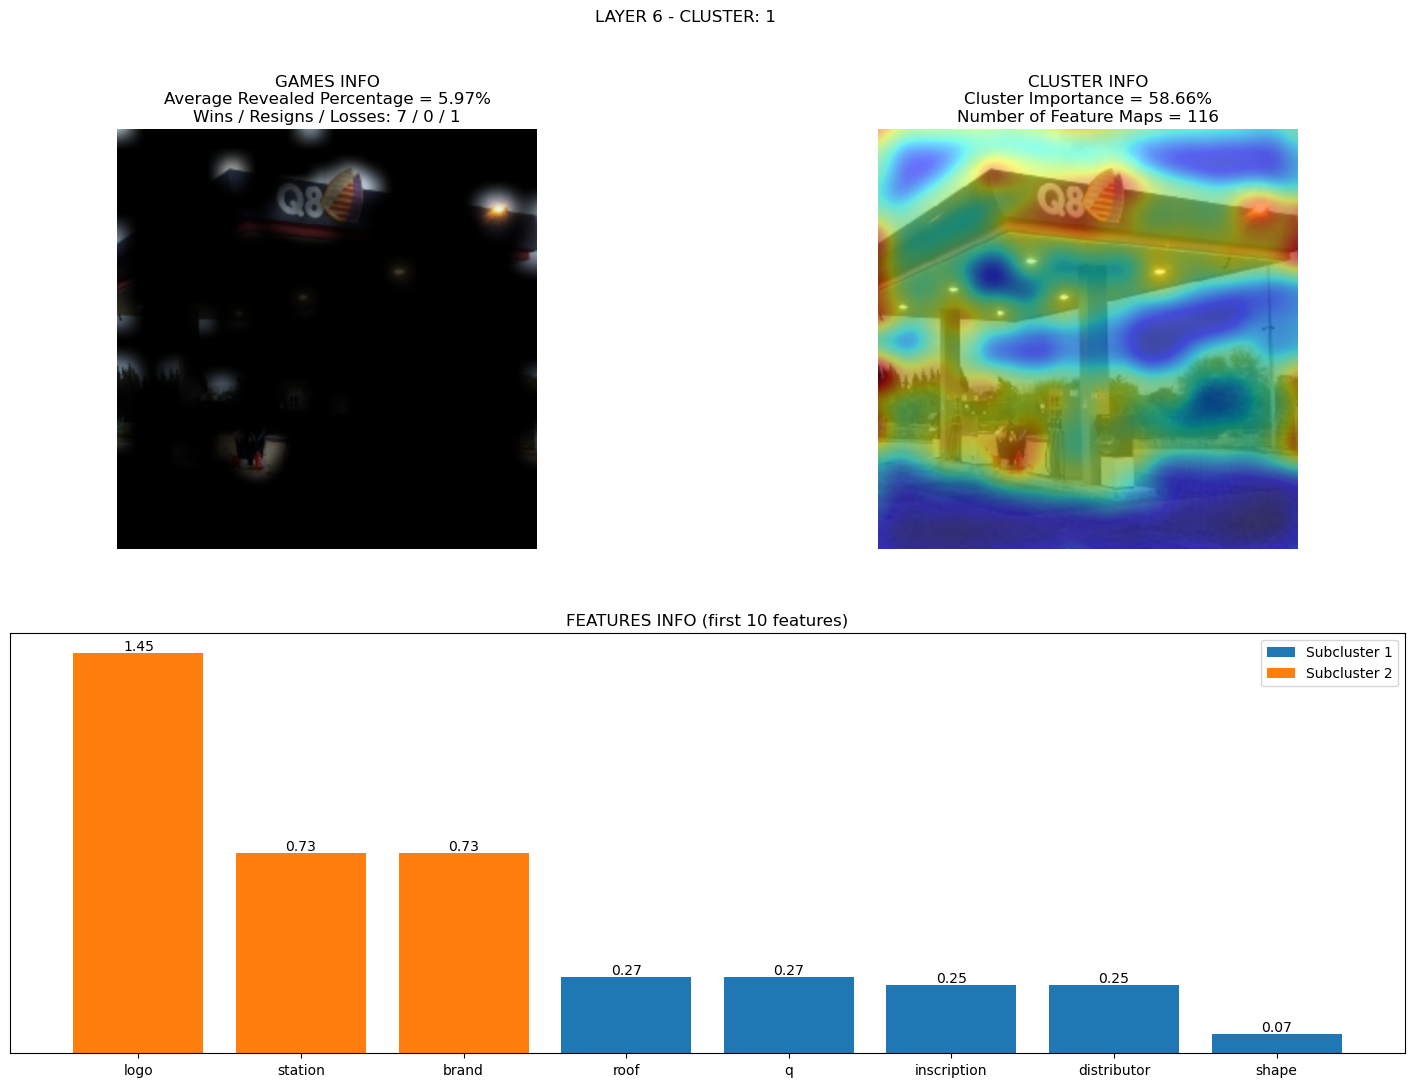 LAYER 6 - CLUSTER: 1
GAMES INFO
Average Revealed Percentage = 5.97%
Wins / Resigns / Losses: 7 / 0 / 1
Q8
CLUSTER INFO
Cluster Importance = 58.66%
Number of Feature Maps = 116
Q8
FEATURES INFO (first 10 features)
Subcluster 1
Subcluster 2
1.45
0.73
0.73
0.27
0.27
0.25
0.25
0.07
logo
station
brand
roof
q
inscription
distributor
shape